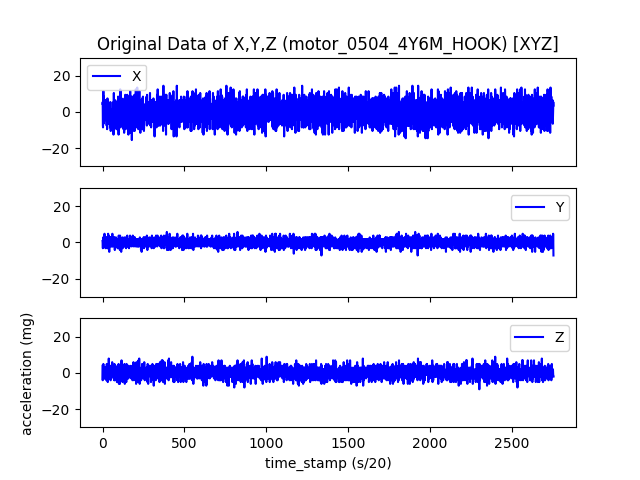 Original Data of X,Y,Z (motor_0504_4Y6M_HOOK) [XYZ]
20
0
−20
X
20
0
−20
Y
20
0
−20
Z
acceleration (mg)
0 500 1000 1500 2000 2500
time_stamp (s/20)